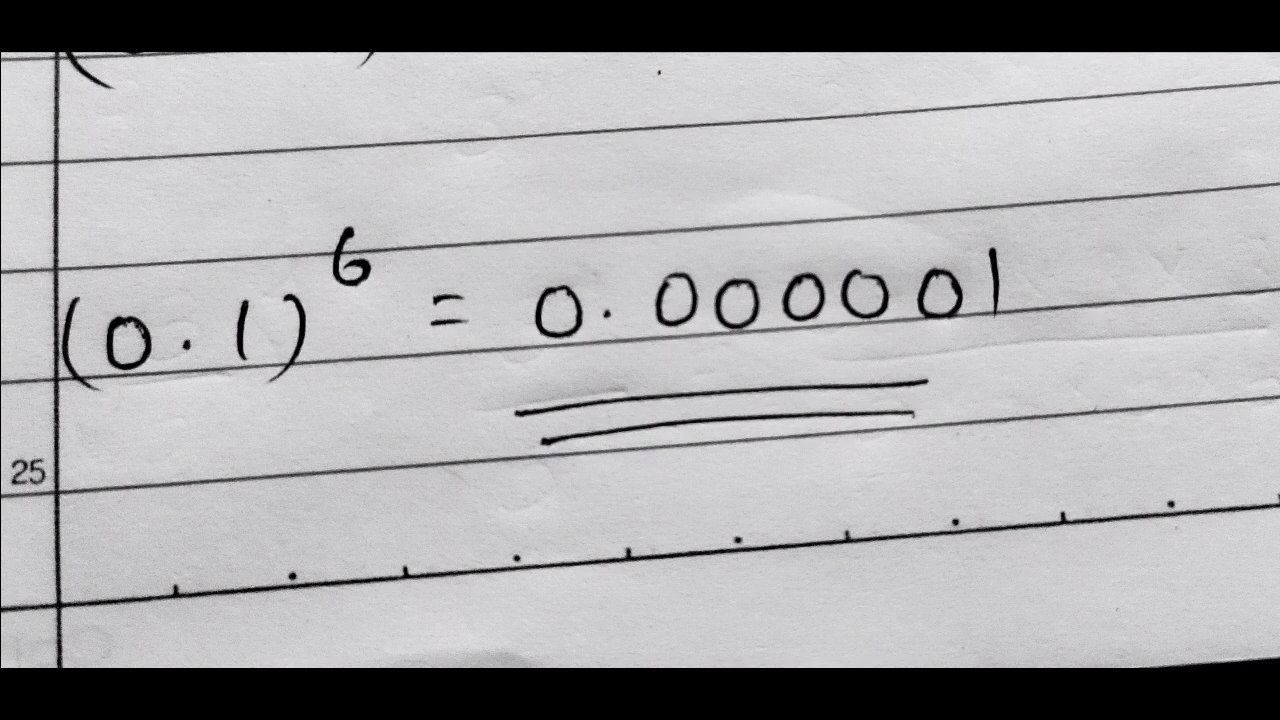 (0.1)⁶ = 0.000001
25